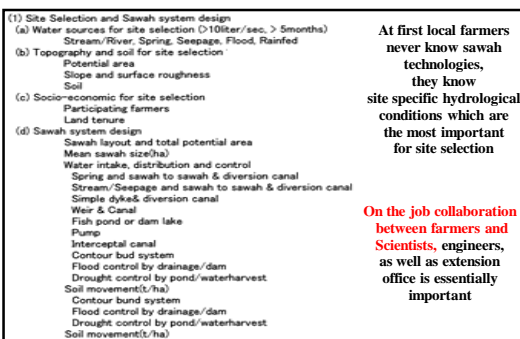 (1) Site Selection and Sawah system design
(a) Water sources for site selection (>10liter/sec, > 5months)
Stream/River, Spring, Seepage, Flood, Rainfed
(b) Topography and soil for site selection
Potential area
Slope and surface roughness
Soil
(c) Socio-economic for site selection
Participating farmers
Land tenure
(d) Sawah system design
Sawah layout and total potential area
Mean sawah size(ha)
Water intake, distribution and control
Spring and sawah to sawah & diversion canal
Stream/Seepage and sawah to sawah & diversion canal
Simple dyke& diversion canal
Weir & Canal
Fish pond or dam lake
Pump
Interceptal canal
Contour bud system
Flood control by drainage/dam
Drought control by pond/waterharvest
Soil movement(t/ha)
Contour bund system
Flood control by drainage/dam
Drought control by pond/waterharvest
Soil movement(t/ha)
At first local farmers
never know sawah
technologies,
they know
site specific hydrological
conditions which are
the most important
for site selection
On the job collaboration
between farmers and
Scientists, engineers,
as well as extension
office is essentially
important